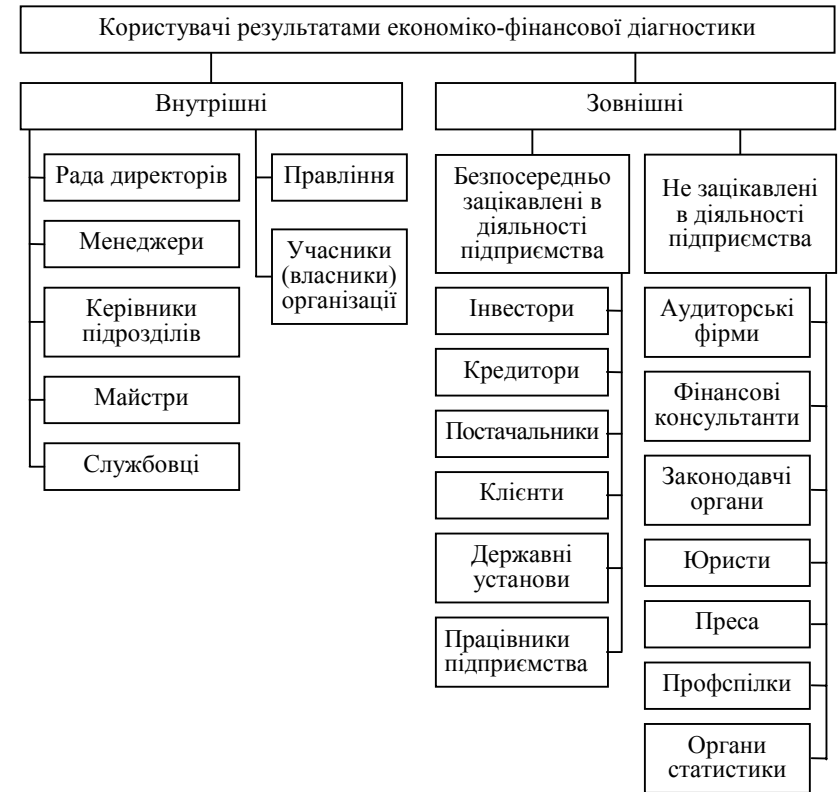 Користувачі результатами економіко-фінансової діагностики
Внутрішні
Рада директорів
Менеджери
Керівники
підрозділів
Майстри
Службовці
Правління
Учасники
(власники)
організації
Зовнішні
Безпосередньо
зацікавлені в
діяльності
підприємства
Інвестори
Кредитори
Постачальники
Клієнти
Державні
установи
Працівники
підприємства
Не зацікавлені
в діяльності
підприємства
Аудиторські
фірми
Фінансові
консультанти
Законодавчі
органи
Юристи
Преса
Профспілки
Органи
статистики